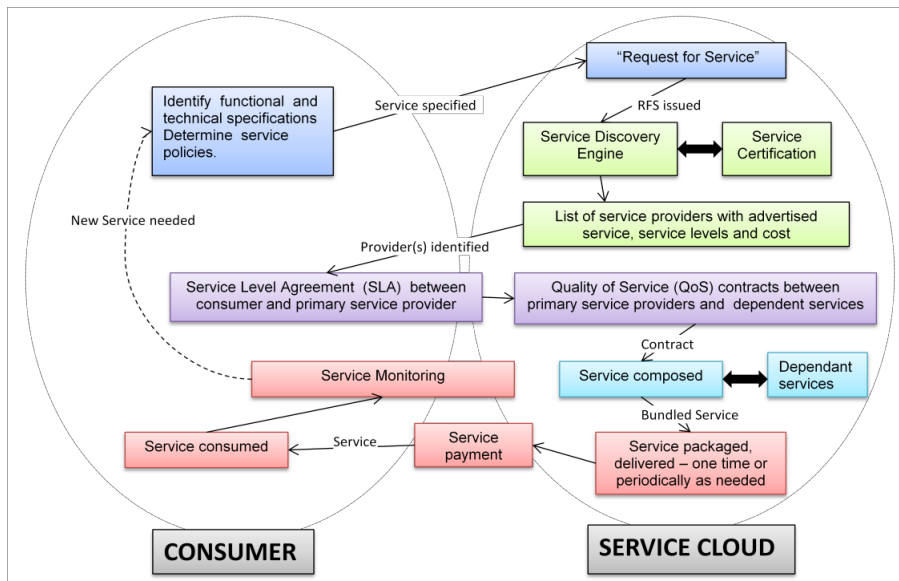 “Request for Service”
Identify functional and
technical specifications
Determine service
policies.
Service specified
RFS issued
Service Discovery
Engine
Service
Certification
New Service needed
List of service providers with advertised
service, service levels and cost
Provider(s) identified
Service Level Agreement (SLA) between
consumer and primary service provider
Quality of Service (QoS) contracts between
primary service providers and dependent services
Contract
Service Monitoring
Service composed
Dependant
services
Bundled Service
Service consumed
Service
Service
payment
Service packaged,
delivered – one time or
periodically as needed
CONSUMER
SERVICE CLOUD